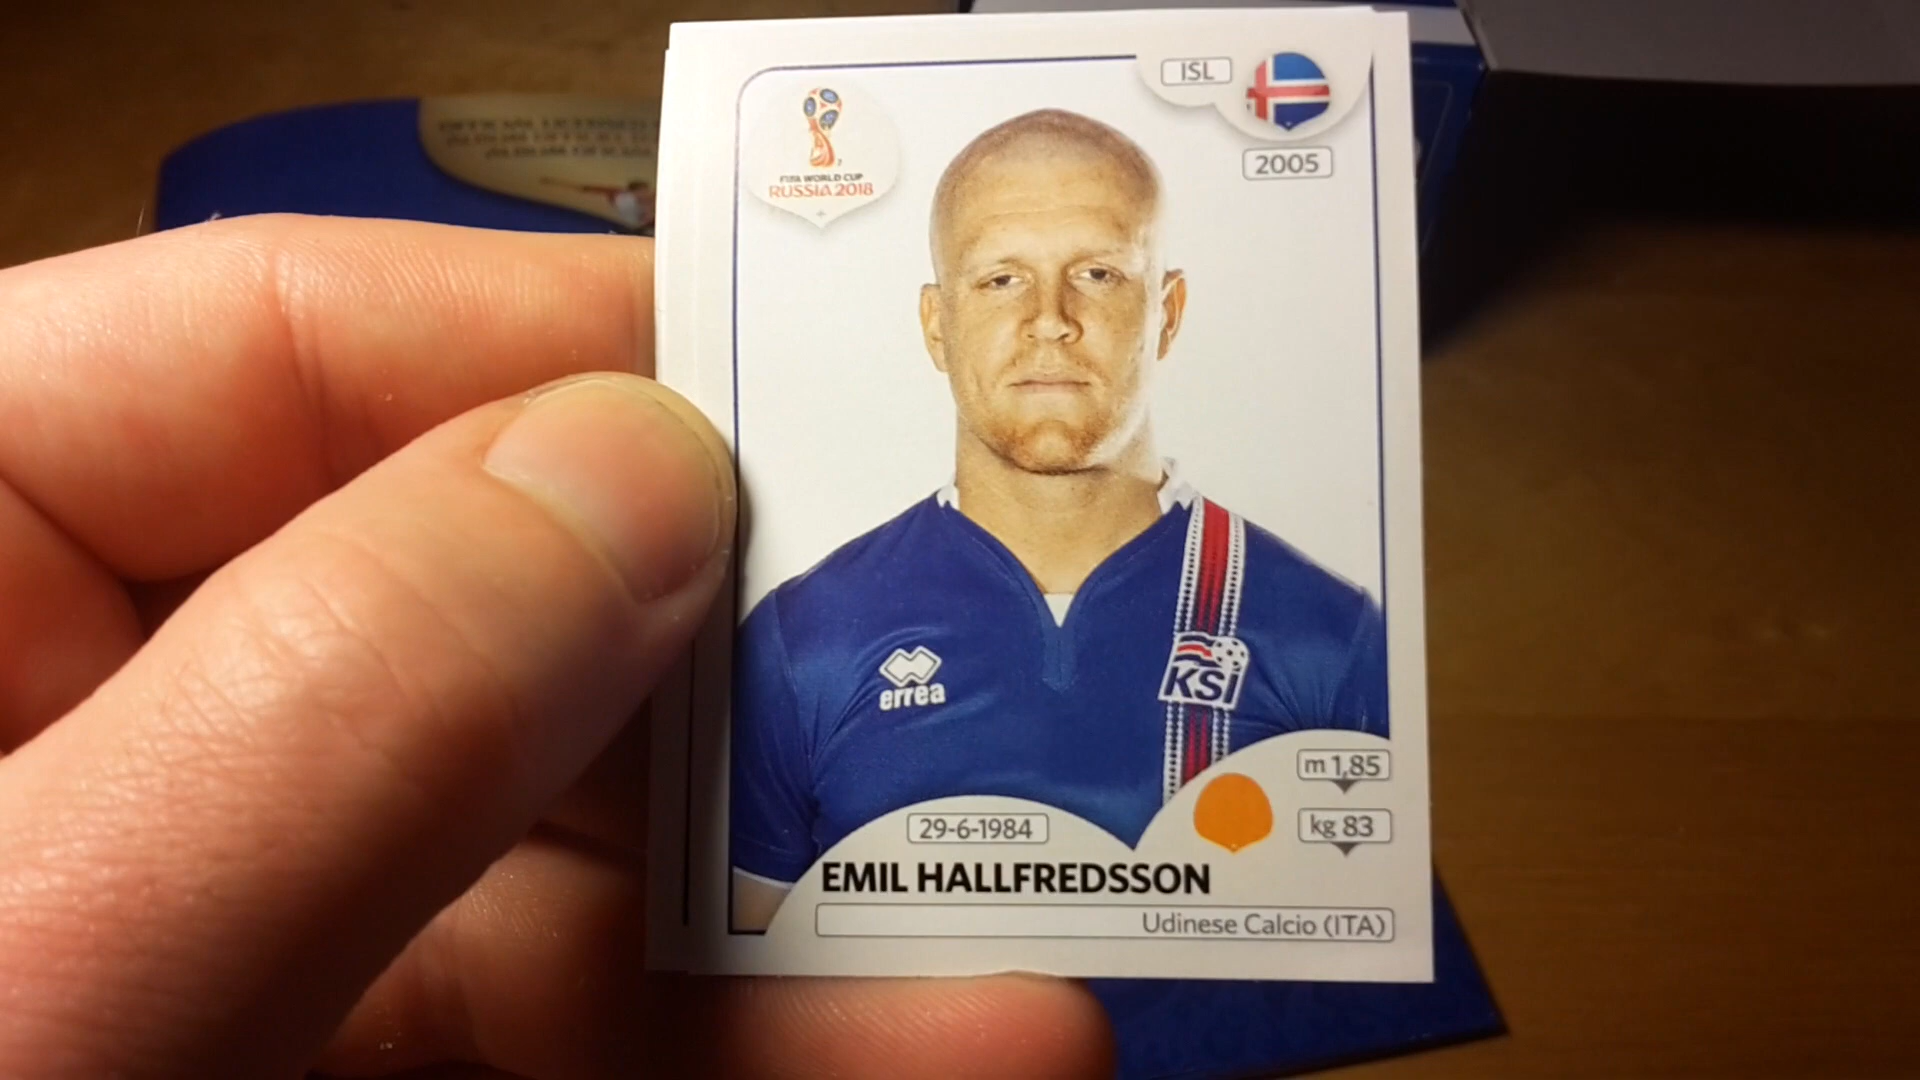 ISL
2005
FIFA WORLD CUP
RUSSIA 2018
errea
KSÍ
m 1,85
kg 83
29-6-1984
EMIL HALLFREDSSON
Udinese Calcio (ITA)